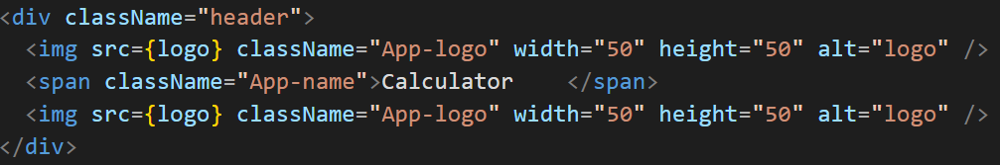 <div className="header">
  <img src={logo} className="App-logo" width="50" height="50" alt="logo" />
  <span className="App-name">Calculator    </span>
  <img src={logo} className="App-logo" width="50" height="50" alt="logo" />
</div>